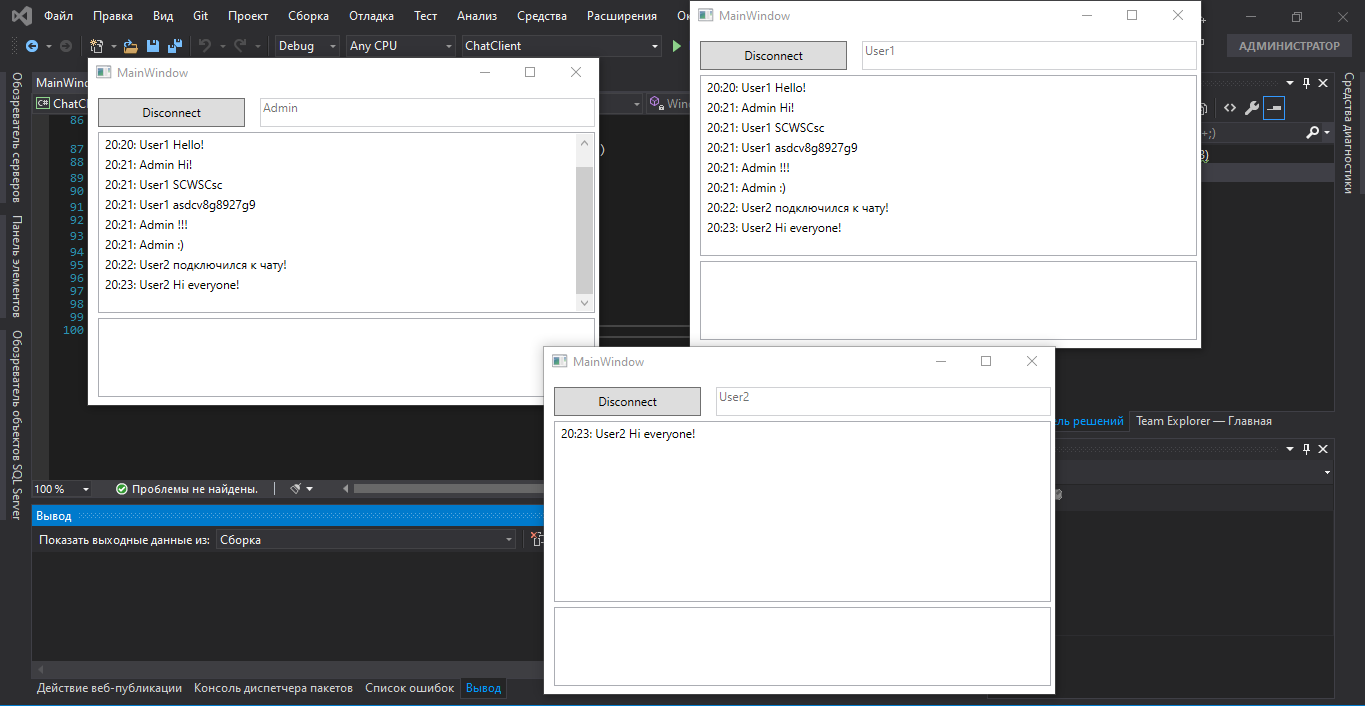 Файл Правка Вид Git Проект Сборка Отладка Тест Анализ Средства Расширения
Debug Any CPU ChatClient
АДМИНИСТРАТОР
Обозреватель серверов
Панель элементов
Обозреватель объектов SQL Server
Средства диагностики
86
87
88
89
90
91
92
93
94
95
96
97
98
99
100
MainWindow
Disconnect Admin
20:20: User1 Hello!
20:21: Admin Hi!
20:21: User1 SCWSCsc
20:21: User1 asdcv8g8927g9
20:21: Admin !!!
20:21: Admin :)
20:22: User2 подключился к чату!
20:23: User2 Hi everyone!
MainWindow
Disconnect User1
20:20: User1 Hello!
20:21: Admin Hi!
20:21: User1 SCWSCsc
20:21: User1 asdcv8g8927g9
20:21: Admin !!!
20:21: Admin :)
20:22: User2 подключился к чату!
20:23: User2 Hi everyone!
MainWindow
Disconnect User2
20:23: User2 Hi everyone!
решений Team Explorer — Главная
100 % Проблемы не найдены.
Вывод
Показать выходные данные из: Сборка
Действие веб-публикации Консоль диспетчера пакетов Список ошибок Вывод